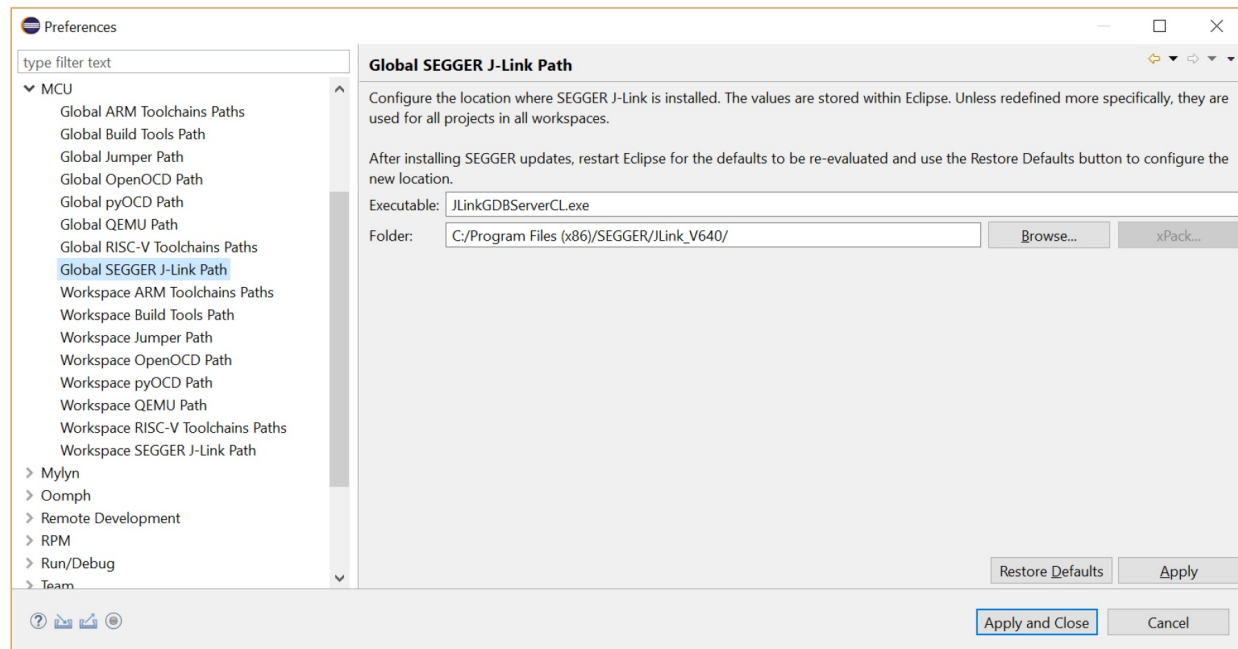 Preferences
type filter text
MCU
Global ARM Toolchains Paths
Global Build Tools Path
Global Jumper Path
Global OpenOCD Path
Global pyOCD Path
Global QEMU Path
Global RISC-V Toolchains Paths
Global SEGGER J-Link Path
Workspace ARM Toolchains Paths
Workspace Build Tools Path
Workspace Jumper Path
Workspace OpenOCD Path
Workspace pyOCD Path
Workspace QEMU Path
Workspace RISC-V Toolchains Paths
Workspace SEGGER J-Link Path
Mylyn
Oomph
Remote Development
RPM
Run/Debug
Team
Global SEGGER J-Link Path
Configure the location where SEGGER J-Link is installed. The values are stored within Eclipse. Unless redefined more specifically, they are
used for all projects in all workspaces.
After installing SEGGER updates, restart Eclipse for the defaults to be re-evaluated and use the Restore Defaults button to configure the
new location.
Executable: JLinkGDBServerCL.exe
Folder: C:/Program Files (x86)/SEGGER/JLink_V640/ Browse... xPack...
Restore Defaults Apply
Apply and Close Cancel